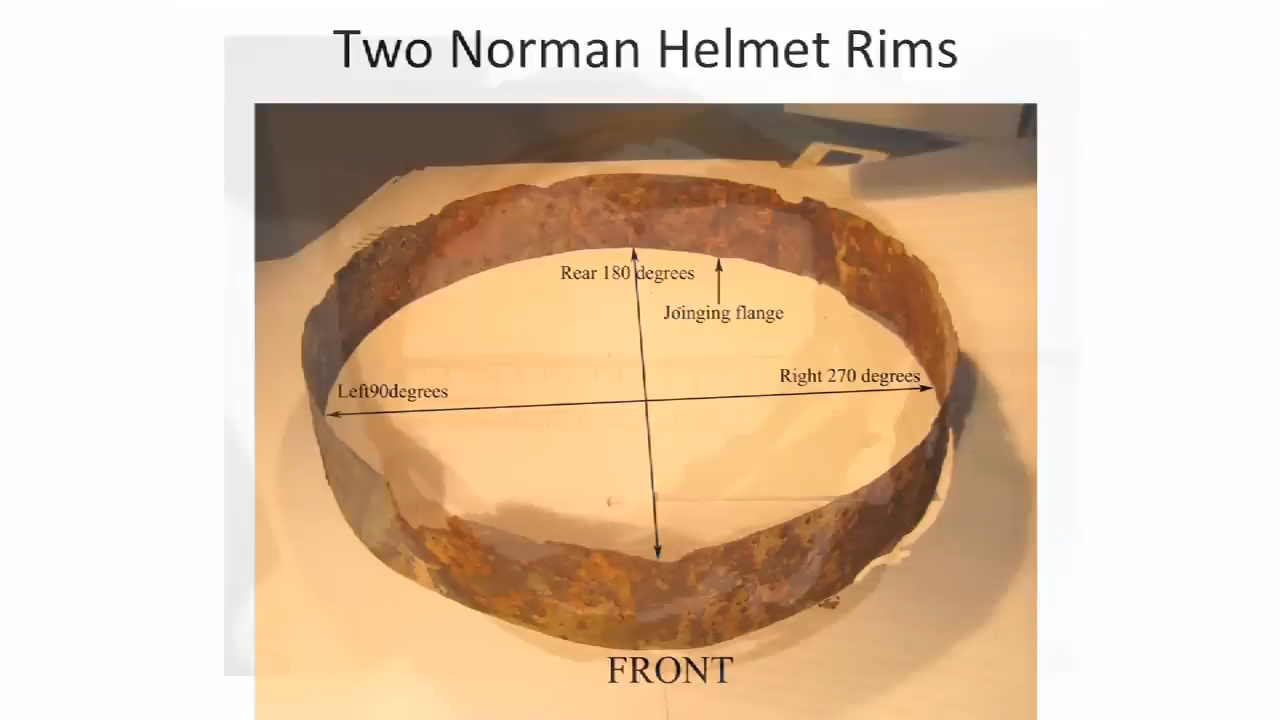 Two Norman Helmet Rims
Rear 180 degrees
Joinging flange
Right 270 degrees
Left90degrees
FRONT